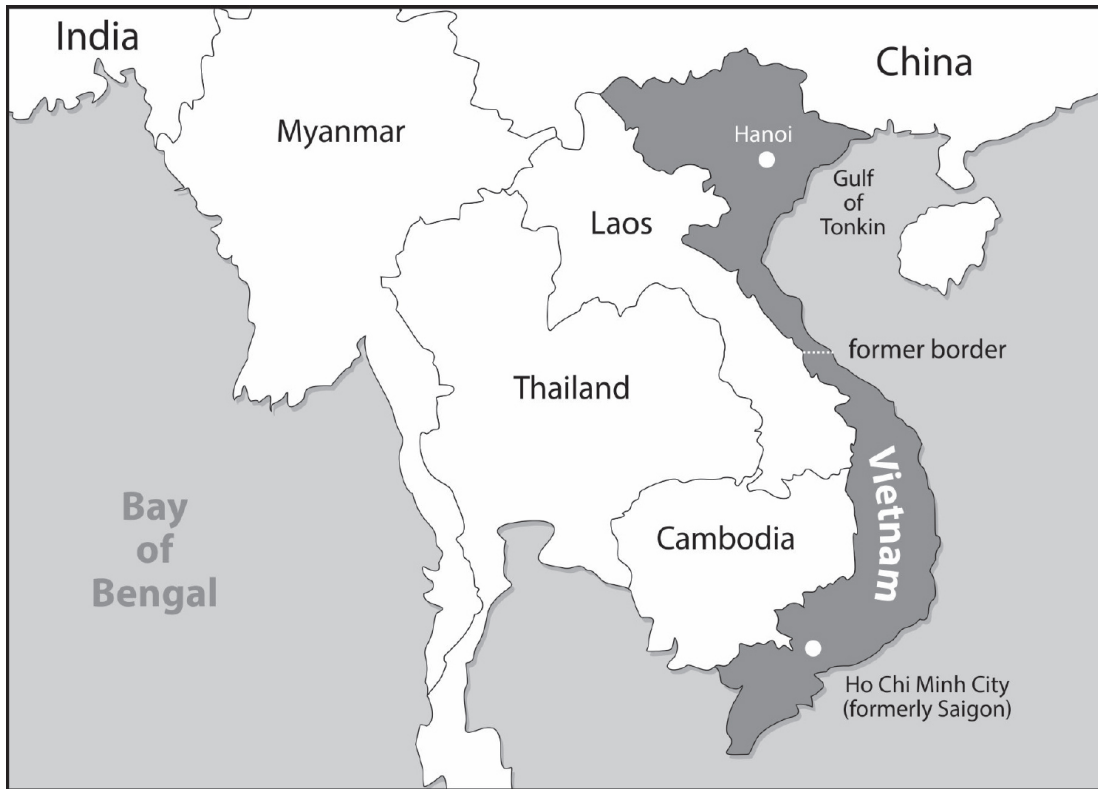 India
China
Myanmar
Hanoi
Gulf
of
Tonkin
Laos
former border
Thailand
Vietnam
Bay
of
Bengal
Cambodia
Ho Chi Minh City
(formerly Saigon)